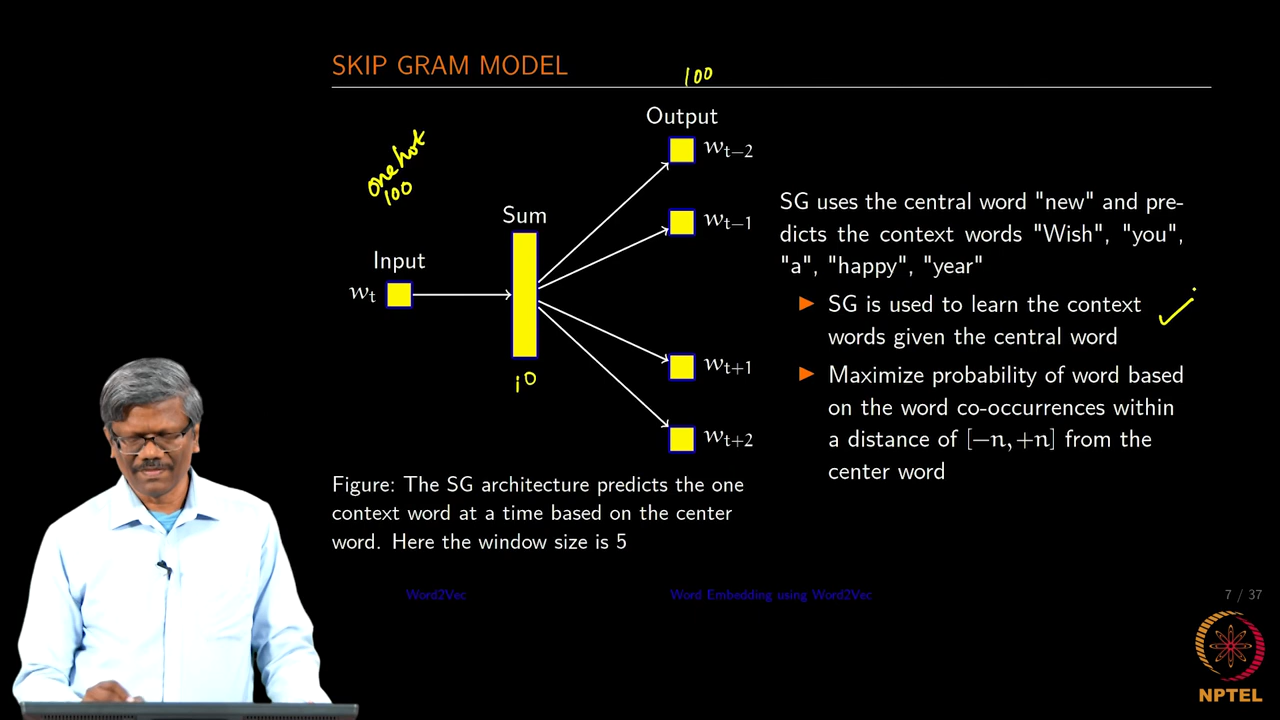 SKIP GRAM MODEL
100
Output
w_{t−2}
one hot
100
w_{t−1}
Sum
Input
w_t
w_{t+1}
10
w_{t+2}
Figure: The SG architecture predicts the one
context word at a time based on the center
word. Here the window size is 5
SG uses the central word "new" and pre-
dicts the context words "Wish", "you",
"a", "happy", "year"
SG is used to learn the context
words given the central word
Maximize probability of word based
on the word co-occurrences within
a distance of [−n,+n] from the
center word
Word2Vec
Word Embedding using Word2Vec
7 / 37
NPTEL